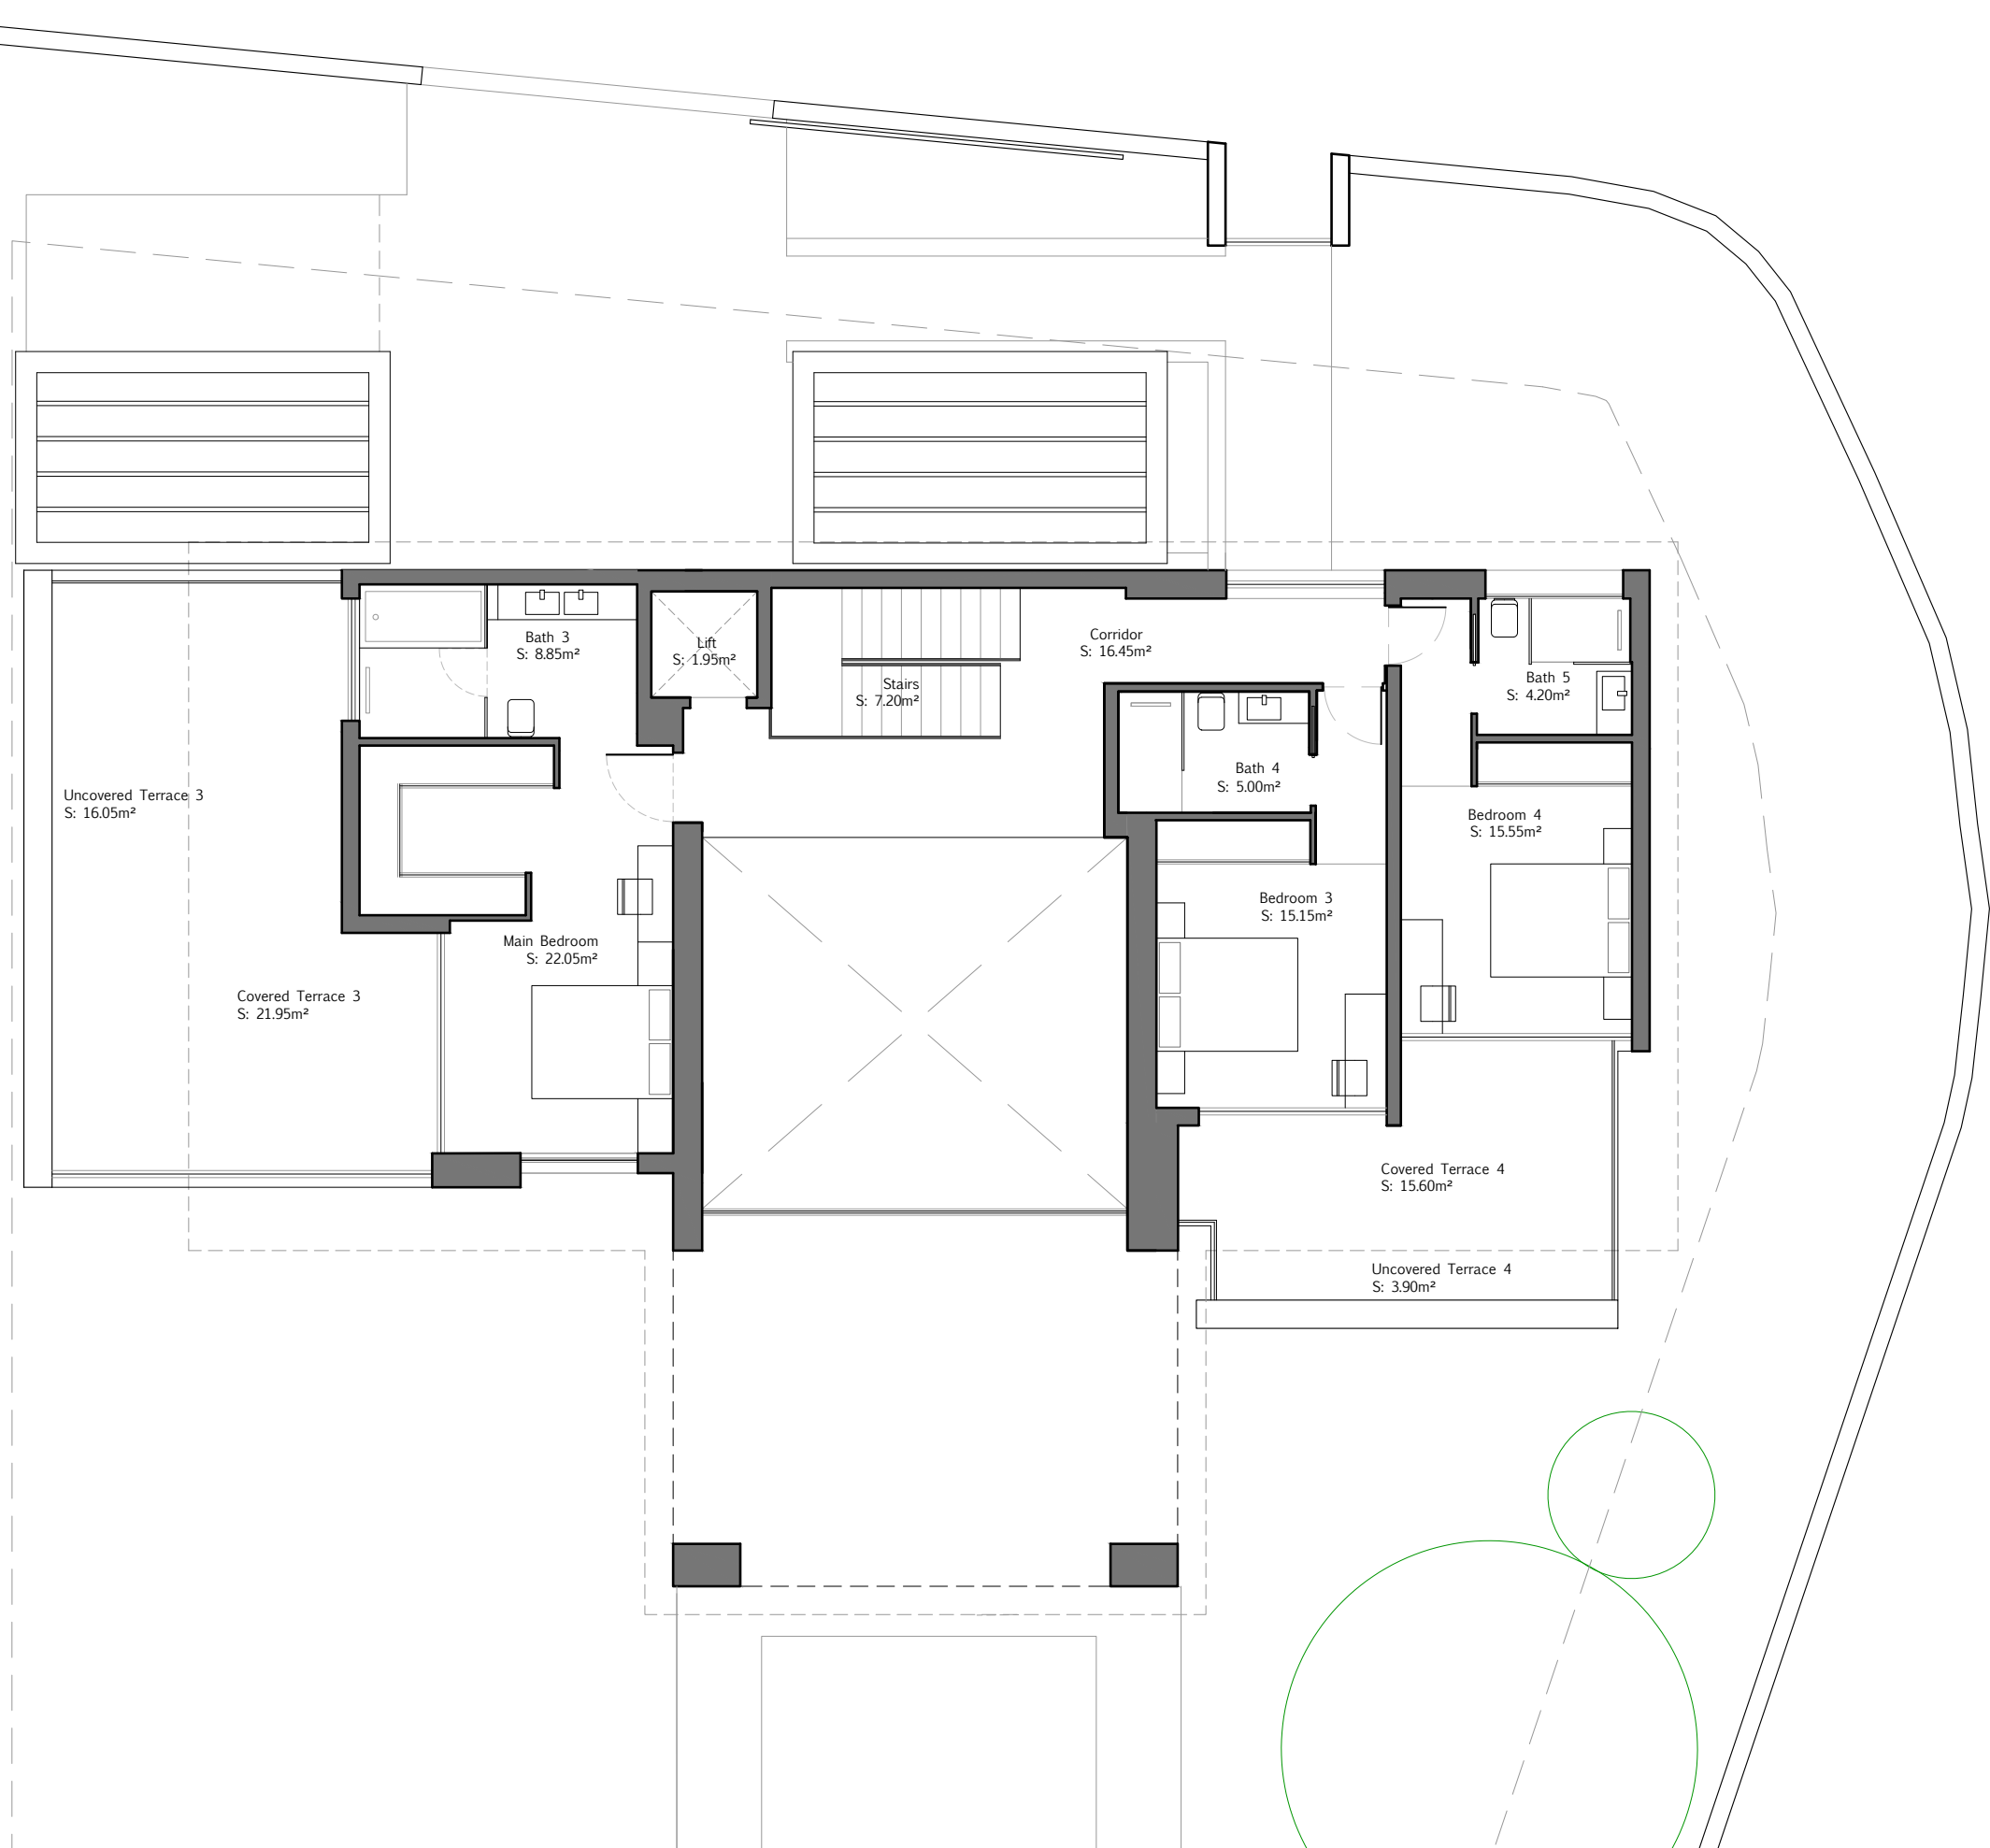 Bath 3
S: 8.85m²
Lift
S: 1.95m²
Stairs
S: 7.20m²
Corridor
S: 16.45m²
Bath 5
S: 4.20m²
Bath 4
S: 5.00m²
Uncovered Terrace 3
S: 16.05m²
Bedroom 4
S: 15.55m²
Bedroom 3
S: 15.15m²
Main Bedroom
S: 22.05m²
Covered Terrace 3
S: 21.95m²
Covered Terrace 4
S: 15.60m²
Uncovered Terrace 4
S: 3.90m²